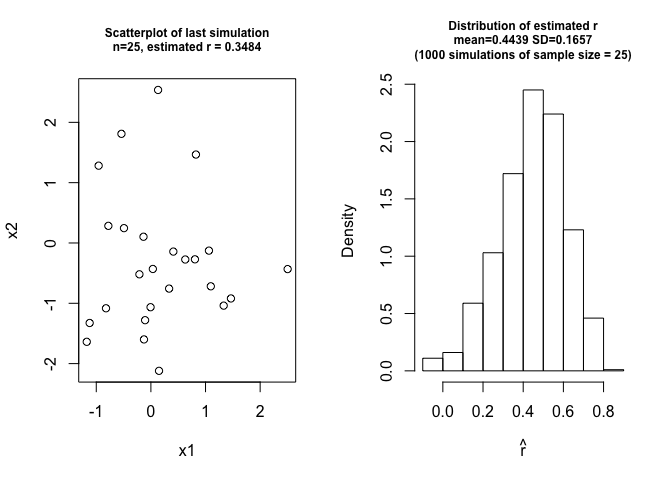 Scatterplot of last simulation
n=25, estimated r = 0.3484
x2
2
1
0
-1
-2
-1 0 1 2
x1
Distribution of estimated r
mean=0.4439 SD=0.1657
(1000 simulations of sample size = 25)
Density
2.5
2.0
1.5
1.0
0.5
0.0
0.0 0.2 0.4 0.6 0.8
r̂